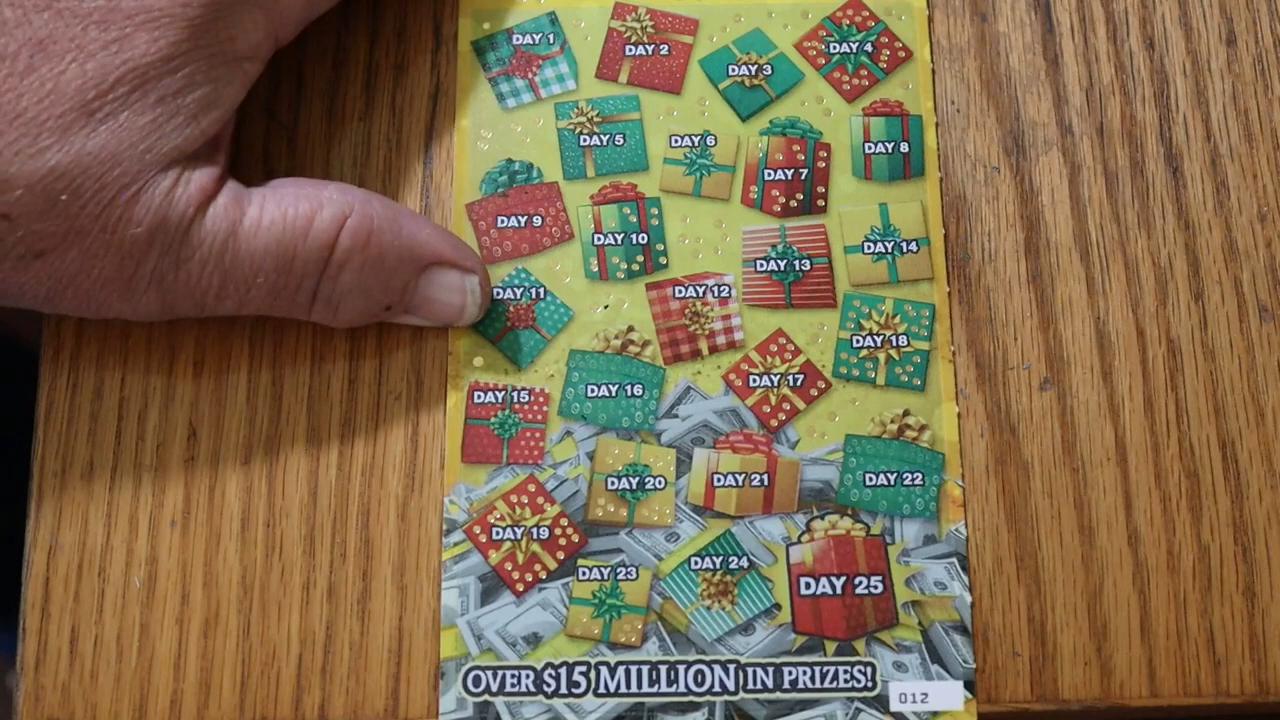 DAY 1
DAY 2
DAY 3
DAY 4
DAY 5
DAY 6
DAY 7
DAY 8
DAY 9
DAY 10
DAY 11
DAY 12
DAY 13
DAY 14
DAY 15
DAY 16
DAY 17
DAY 18
DAY 19
DAY 20
DAY 21
DAY 22
DAY 23
DAY 24
DAY 25
OVER $15 MILLION IN PRIZES!
012